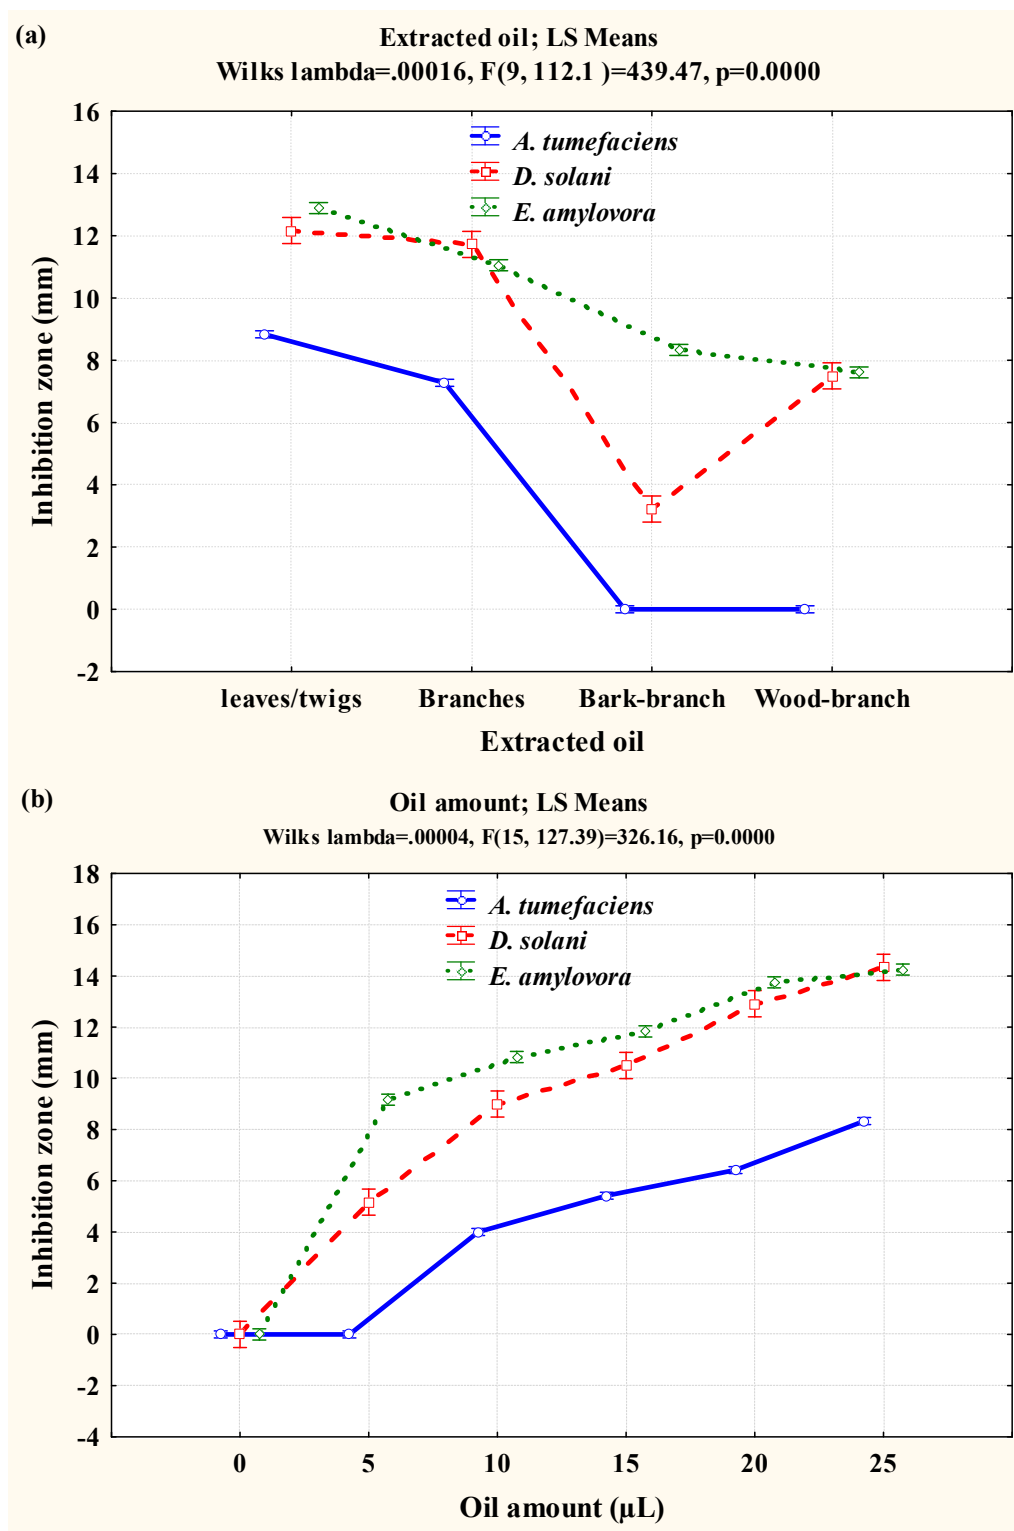 (a)
Extracted oil; LS Means
Wilks lambda=.00016, F(9, 112.1 )=439.47, p=0.0000
16
14
12
10
8
6
4
2
0
-2
Inhibition zone (mm)
A. tumefaciens
D. solani
E. amylovora
leaves/twigs Branches Bark-branch Wood-branch
Extracted oil
(b)
Oil amount; LS Means
Wilks lambda=.00004, F(15, 127.39)=326.16, p=0.0000
18
16
14
12
10
8
6
4
2
0
-2
-4
Inhibition zone (mm)
A. tumefaciens
D. solani
E. amylovora
0 5 10 15 20 25
Oil amount (µL)